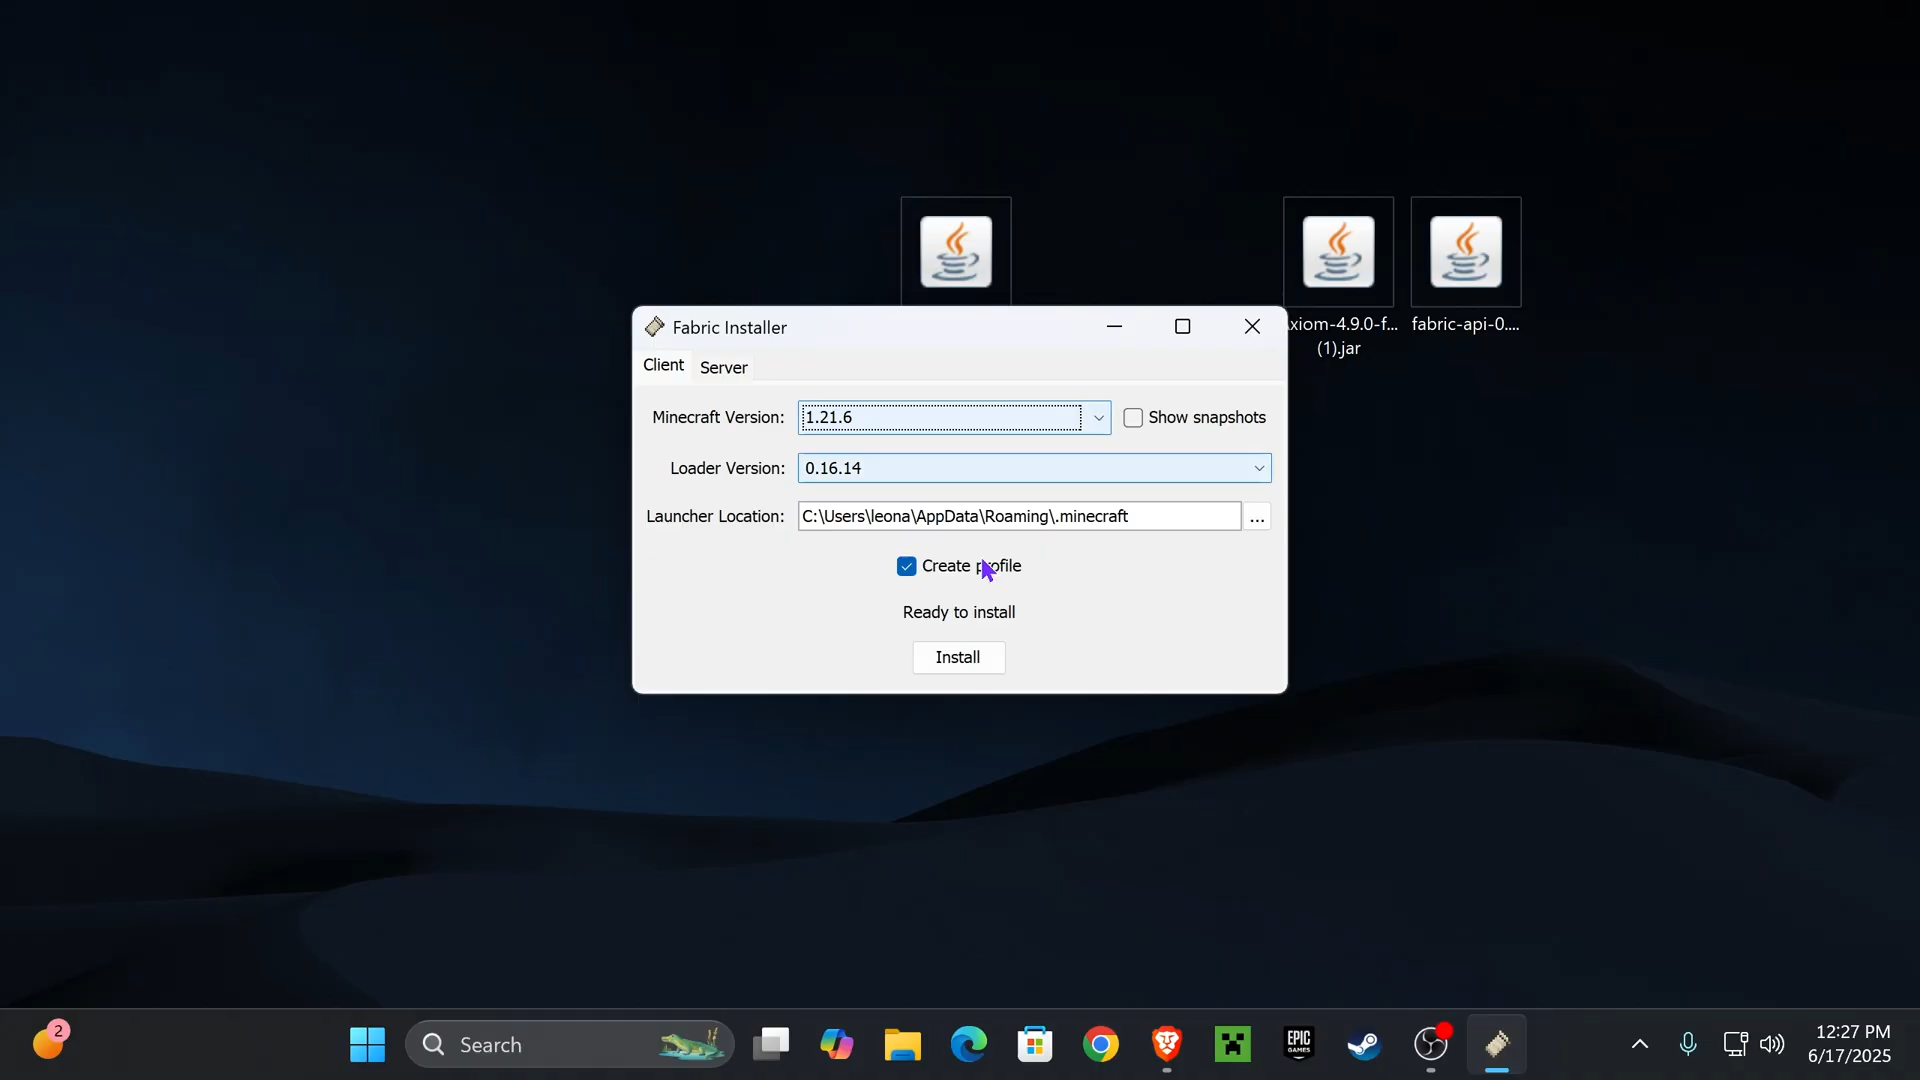 xiom-4.9.0-f...
(1).jar
fabric-api-0....
Fabric Installer
Client
Server
Minecraft Version:
1.21.6
Show snapshots
Loader Version:
0.16.14
Launcher Location:
C:\Users\leona\AppData\Roaming\.minecraft
...
Create profile
Ready to install
Install
2
Search
EPIC
GAMES
12:27 PM
6/17/2025